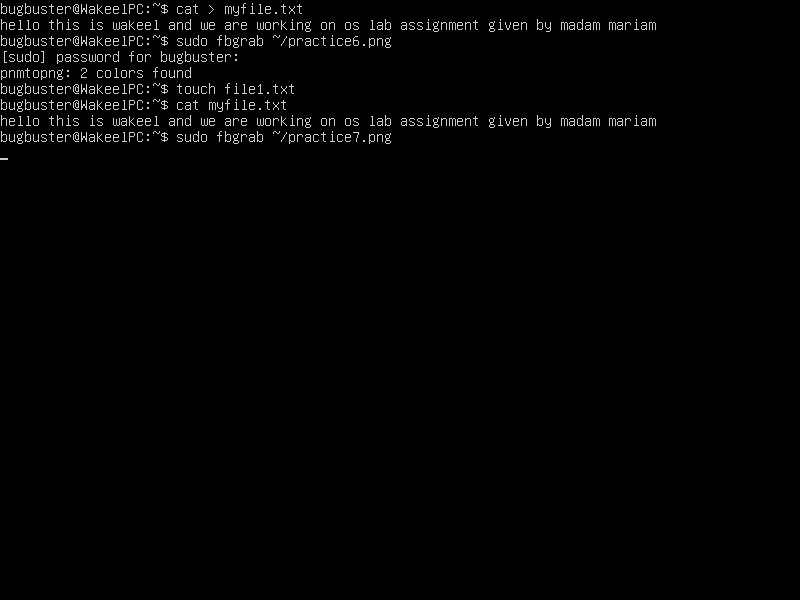 bugbuster@WakeelPC:~$ cat > myfile.txt
hello this is wakeel and we are working on os lab assignment given by madam mariam
bugbuster@WakeelPC:~$ sudo fbgrab ~/practice6.png
[sudo] password for bugbuster:
pnmtopng: 2 colors found
bugbuster@WakeelPC:~$ touch file1.txt
bugbuster@WakeelPC:~$ cat myfile.txt
hello this is wakeel and we are working on os lab assignment given by madam mariam
bugbuster@WakeelPC:~$ sudo fbgrab ~/practice7.png